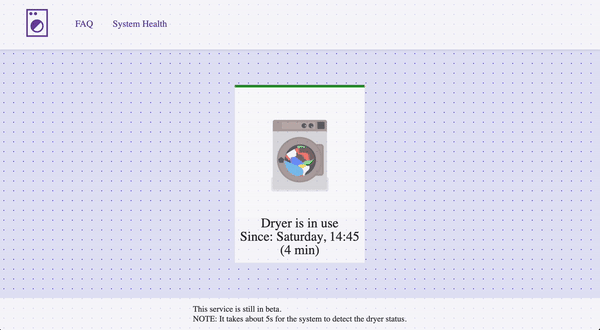 FAQ
System Health
Dryer is in use
Since: Saturday, 14:45
(4 min)
This service is still in beta.
NOTE: It takes about 5s for the system to detect the dryer status.